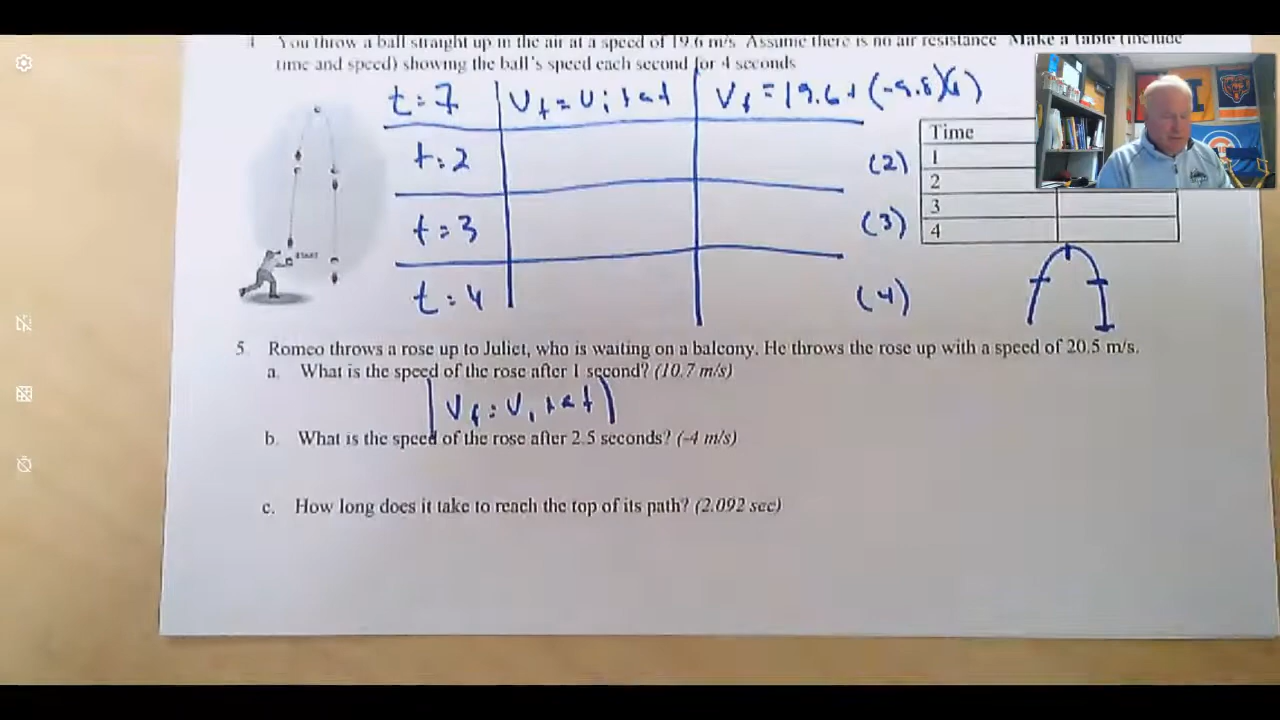 4 You throw a ball straight up in the air at a speed of 19.6 m/s Assume there is no air resistance Make a table (include
time and speed) showing the ball's speed each second for 4 seconds
t=7 Vf = Vi + at Vf = 19.6 + (-9.8)(1)
START
t=2 (2)
t=3 (3)
t=4 (4)
Time
1
2
3
4
5. Romeo throws a rose up to Juliet, who is waiting on a balcony. He throws the rose up with a speed of 20.5 m/s.
a. What is the speed of the rose after 1 second? (10.7 m/s)
Vf = Vi + at
b. What is the speed of the rose after 2.5 seconds? (-4 m/s)
c. How long does it take to reach the top of its path? (2.092 sec)